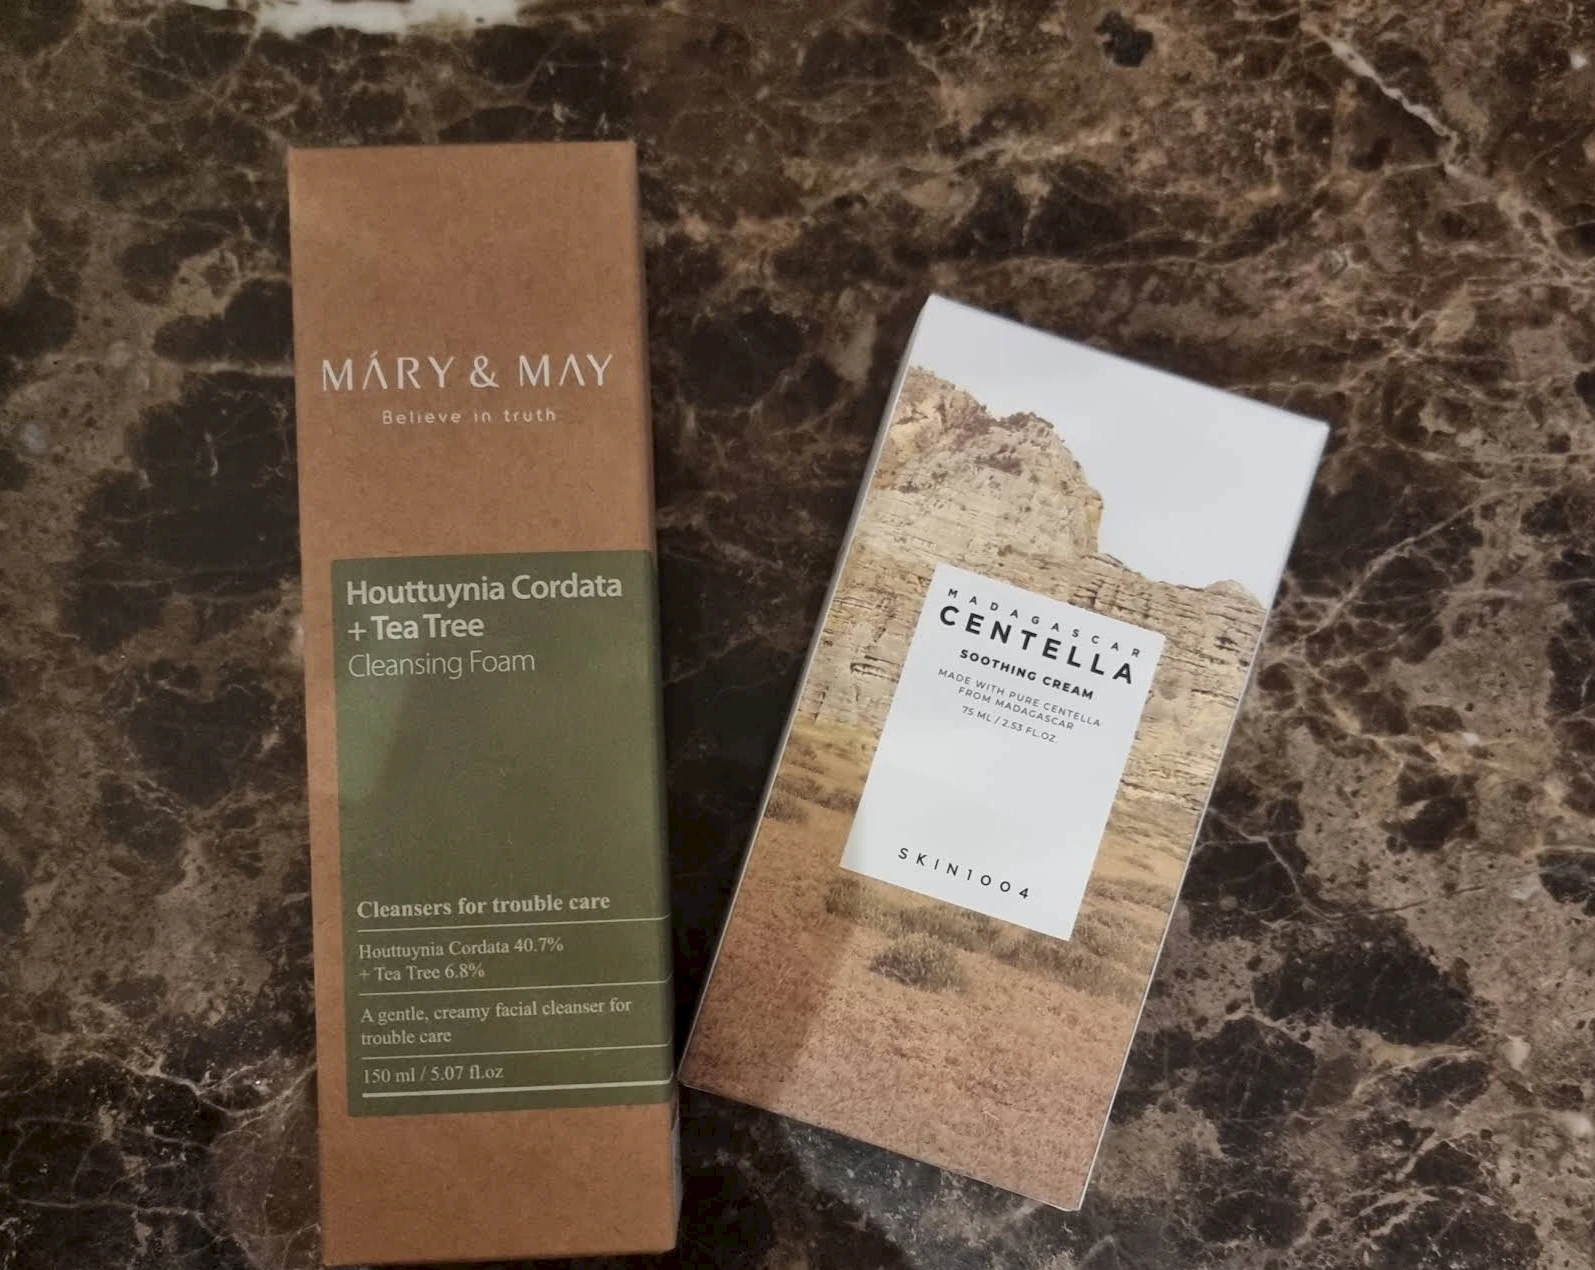 MÁRY & MAY
Believe in truth
Houttuynia Cordata
+ Tea Tree
Cleansing Foam
Cleansers for trouble care
Houttuynia Cordata 40.7%
+ Tea Tree 6.8%
A gentle, creamy facial cleanser for
trouble care
150 ml / 5.07 fl.oz
MADAGASCAR
CENTELLA
SOOTHING CREAM
MADE WITH PURE CENTELLA
FROM MADAGASCAR
75 ML / 2.53 FL.OZ.
SKIN1004